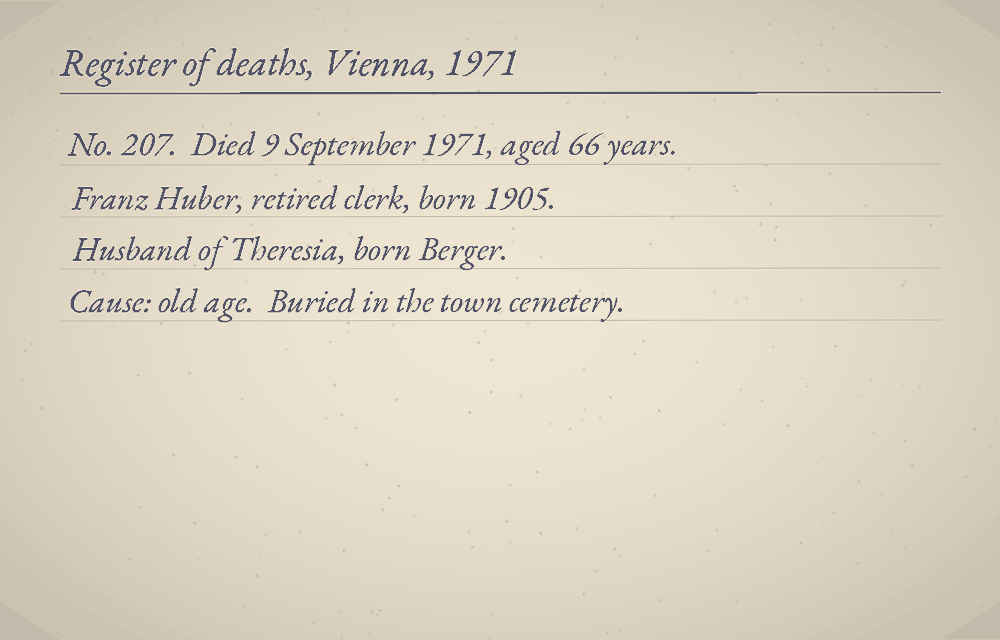 Register of deaths, Vienna, 1971
No. 207. Died 9 September 1971, aged 66 years.
Franz Huber, retired clerk, born 1905.
Husband of Theresia, born Berger.
Cause: old age. Buried in the town cemetery.